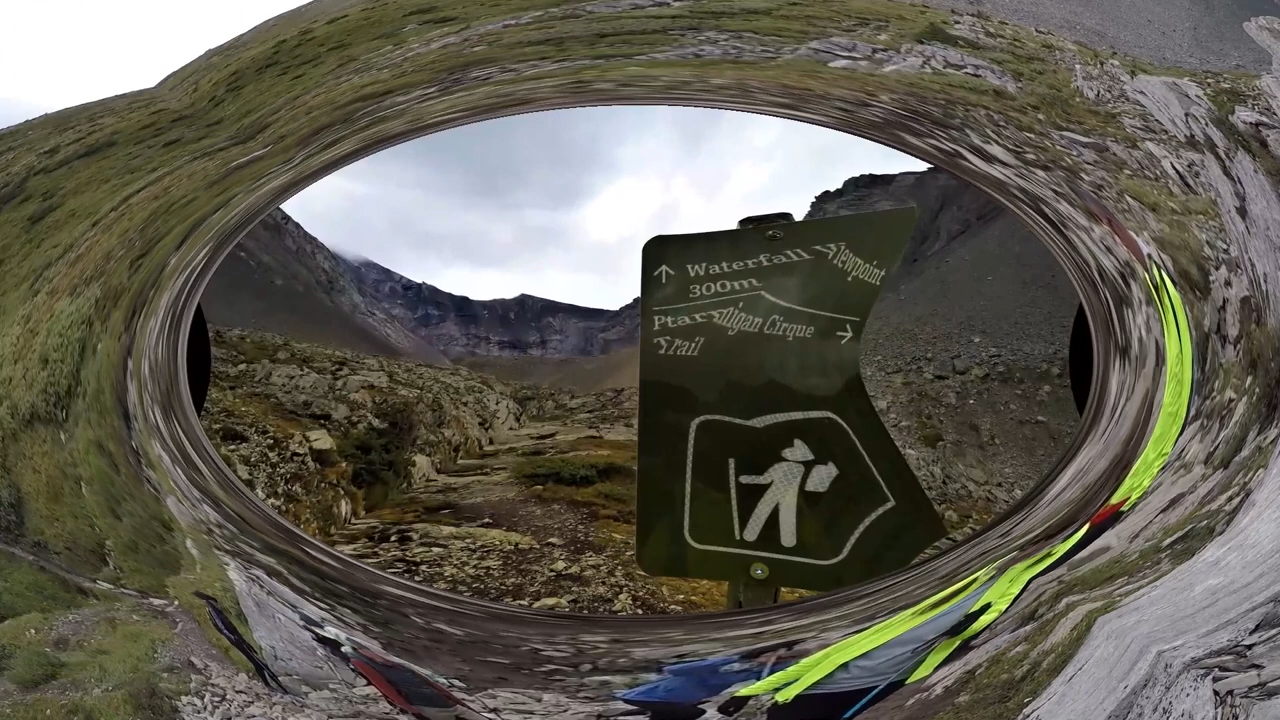 ↑ Waterfall Viewpoint
300m
Ptarmigan Cirque →
Trail